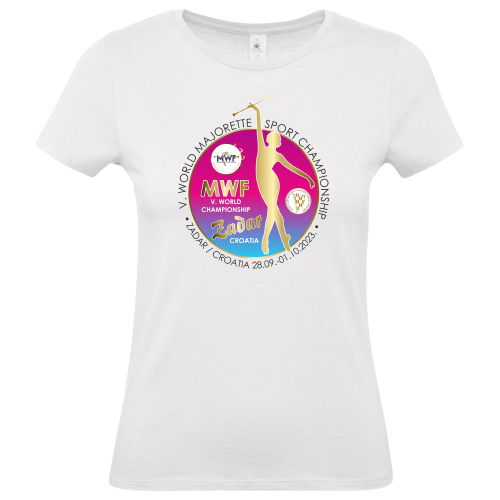 V. WORLD MAJORETTE SPORT CHAMPIONSHIP
MWF
MWF
V. WORLD
CHAMPIONSHIP
Zadar
CROATIA
• ZADAR / CROATIA 28.09.-01.10.2023. •